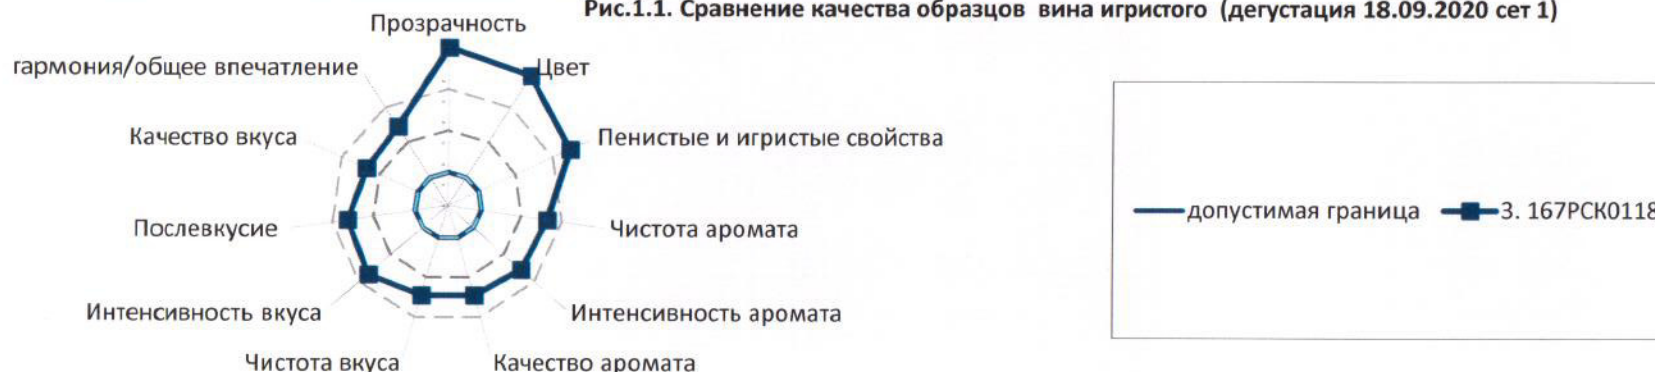 Рис.1.1. Сравнение качества образцов вина игристого (дегустация 18.09.2020 сет 1)
Прозрачность
гармония/общее впечатление
Цвет
Качество вкуса
Пенистые и игристые свойства
Послевкусие
Чистота аромата
допустимая граница
3. 167РСК0118
Интенсивность вкуса
Интенсивность аромата
Чистота вкуса
Качество аромата